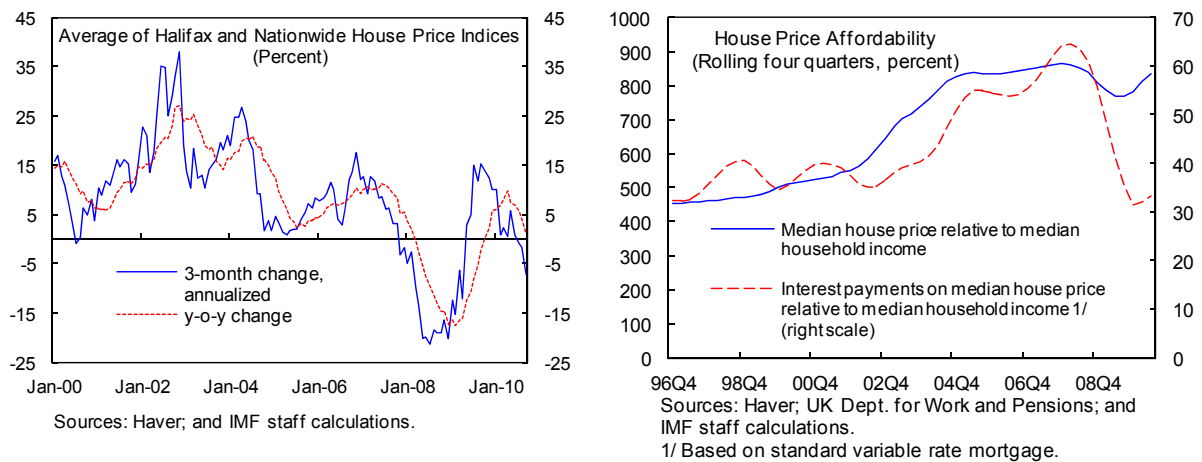 Average of Halifax and Nationwide House Price Indices
(Percent)
45
35
25
15
5
-5
-15
-25
45
35
25
15
5
-5
-15
-25
3-month change,
annualized
y-o-y change
Jan-00 Jan-02 Jan-04 Jan-06 Jan-08 Jan-10
Sources: Haver; and IMF staff calculations.
House Price Affordability
(Rolling four quarters, percent)
1000
900
800
700
600
500
400
300
200
100
0
70
60
50
40
30
20
10
0
Median house price relative to median
household income
Interest payments on median house price
relative to median household income 1/
(right scale)
96Q4 98Q4 00Q4 02Q4 04Q4 06Q4 08Q4
Sources: Haver; UK Dept. for Work and Pensions; and
IMF staff calculations.
1/ Based on standard variable rate mortgage.